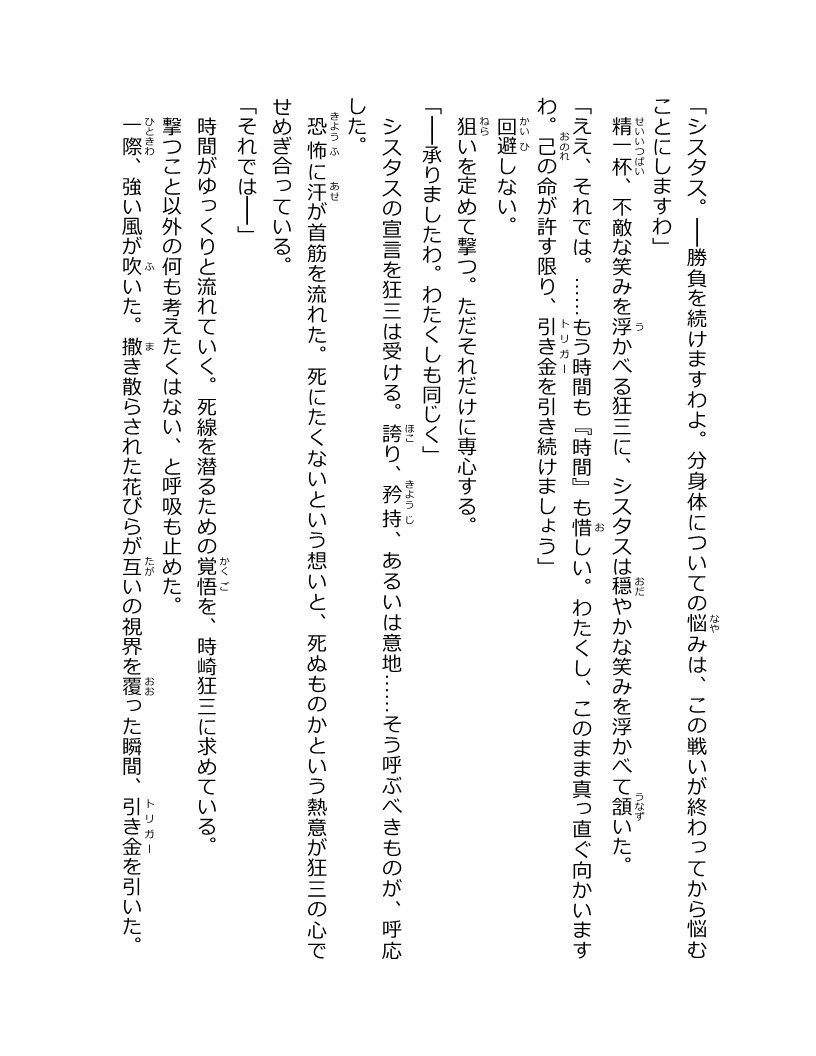 「シスタス。――勝負を続けますわよ。分身体についての悩みは、この戦いが終わってから悩む
ことにしますわ」
　精一杯、不敵な笑みを浮かべる狂三に、シスタスは穏やかな笑みを浮かべて頷いた。
「ええ、それでは。……もう時間も『時間』も惜しい。わたくし、このまま真っ直ぐ向かいます
わ。己の命が許す限り、引き金を引き続けましょう」
　回避しない。
　狙いを定めて撃つ。ただそれだけに専心する。
「――承りましたわ。わたくしも同じく」
　シスタスの宣言を狂三は受ける。誇り、矜持、あるいは意地……そう呼ぶべきものが、呼応
した。
　恐怖に汗が首筋を流れた。死にたくないという想いと、死ぬものかという熱意が狂三の心で
せめぎ合っている。
「それでは――」
　時間がゆっくりと流れていく。死線を潜るための覚悟を、時崎狂三に求めている。
　撃つこと以外の何も考えたくはない、と呼吸も止めた。
　一際、強い風が吹いた。撒き散らされた花びらが互いの視界を覆った瞬間、引き金を引いた。